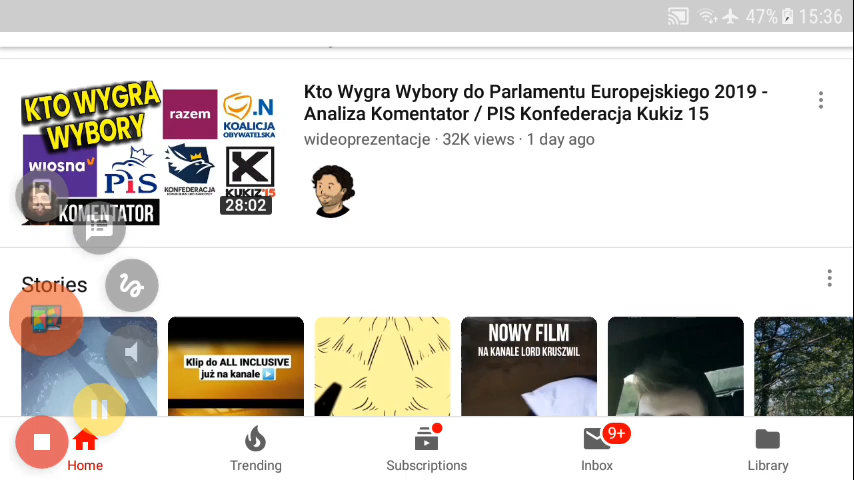 47% 15:36
KTO WYGRA
WYBORY
razem
.N
KOALICJA
OBYWATELSKA
wiosna
PiS
KONFEDERACJA
KUKIZ'15
KOMENTATOR
28:02
Kto Wygra Wybory do Parlamentu Europejskiego 2019 -
Analiza Komentator / PIS Konfederacja Kukiz 15
wideoprezentacje · 32K views · 1 day ago
Stories
Klip do ALL INCLUSIVE
już na kanale
NOWY FILM
NA KANALE LORD KRUSZWIL
9+
Home
Trending
Subscriptions
Inbox
Library